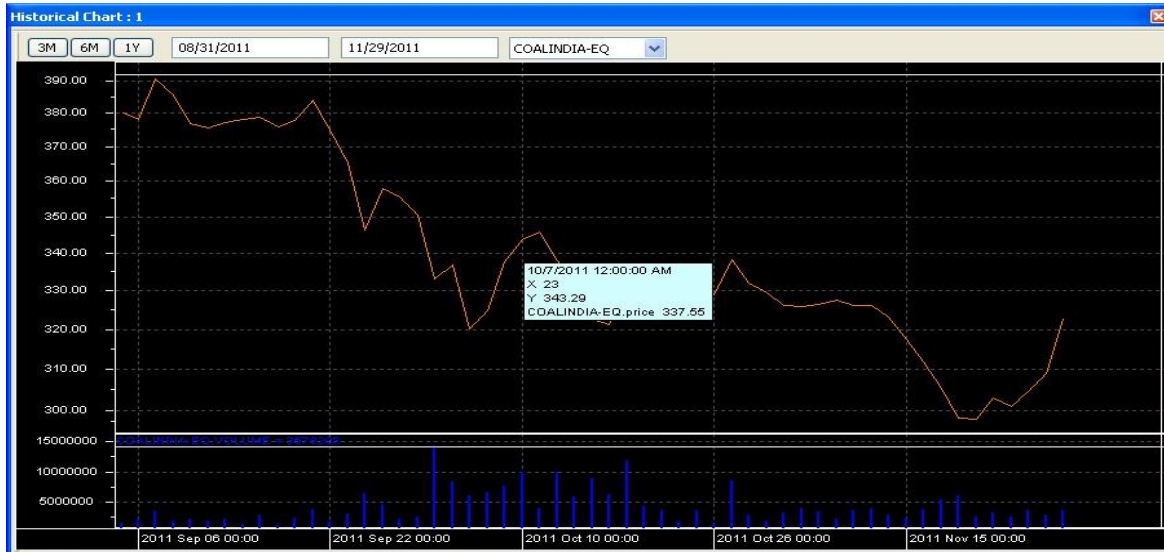 Historical Chart : 1
3M 6M 1Y 08/31/2011 11/29/2011 COALINDIA-EQ
390.00
380.00
370.00
360.00
350.00
340.00
330.00
320.00
310.00
300.00
10/7/2011 12:00:00 AM
X 23
Y 343.29
COALINDIA-EQ.price 337.55
15000000
COALINDIA-EQ-VOLUME =
10000000
5000000
2011 Sep 06 00:00 2011 Sep 22 00:00 2011 Oct 10 00:00 2011 Oct 26 00:00 2011 Nov 15 00:00